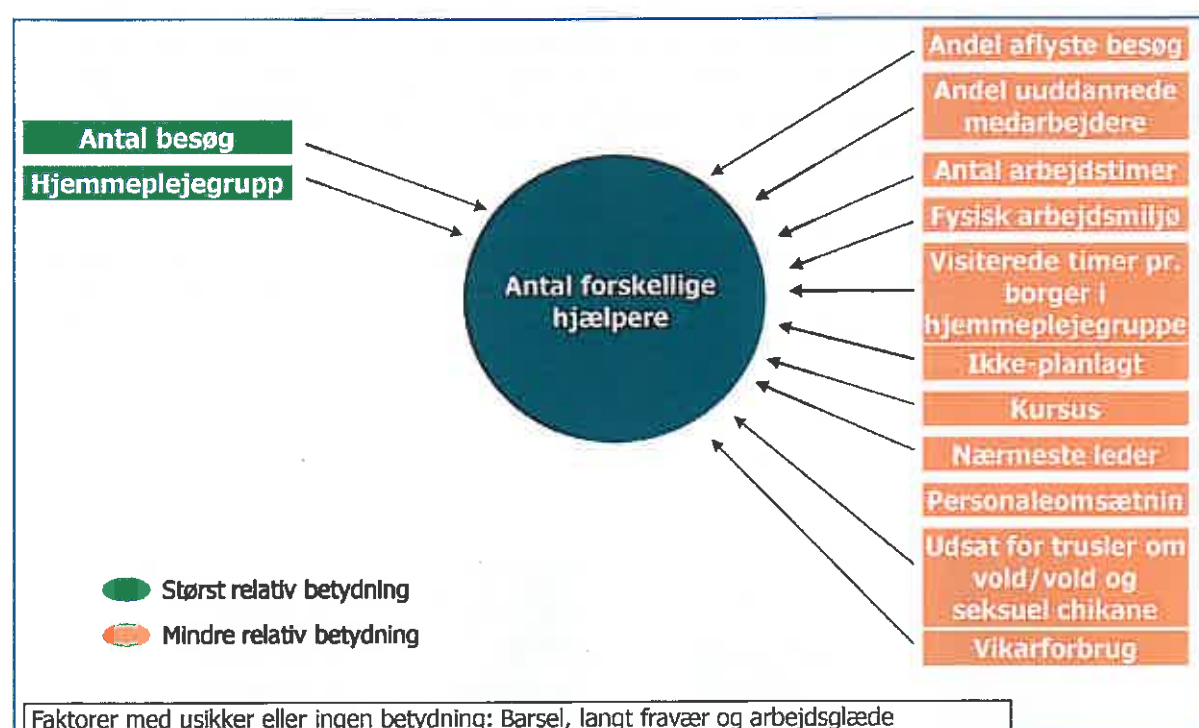 Antal besøg
Hjemmeplejegrupp
Antal forskellige
hjælpere
Andel aflyste besøg
Andel uuddannede
medarbejdere
Antal arbejdstimer
Fysisk arbejdsmiljø
Visiterede timer pr.
borger i
hjemmeplejegruppe
Ikke-planlagt
Kursus
Nærmeste leder
Personaleomsætnin
Udsat for trusler om
vold/vold og
seksuel chikane
Vikarforbrug
Størst relativ betydning
Mindre relativ betydning
Faktorer med usikker eller ingen betydning: Barsel, langt fravær og arbejdsglæde